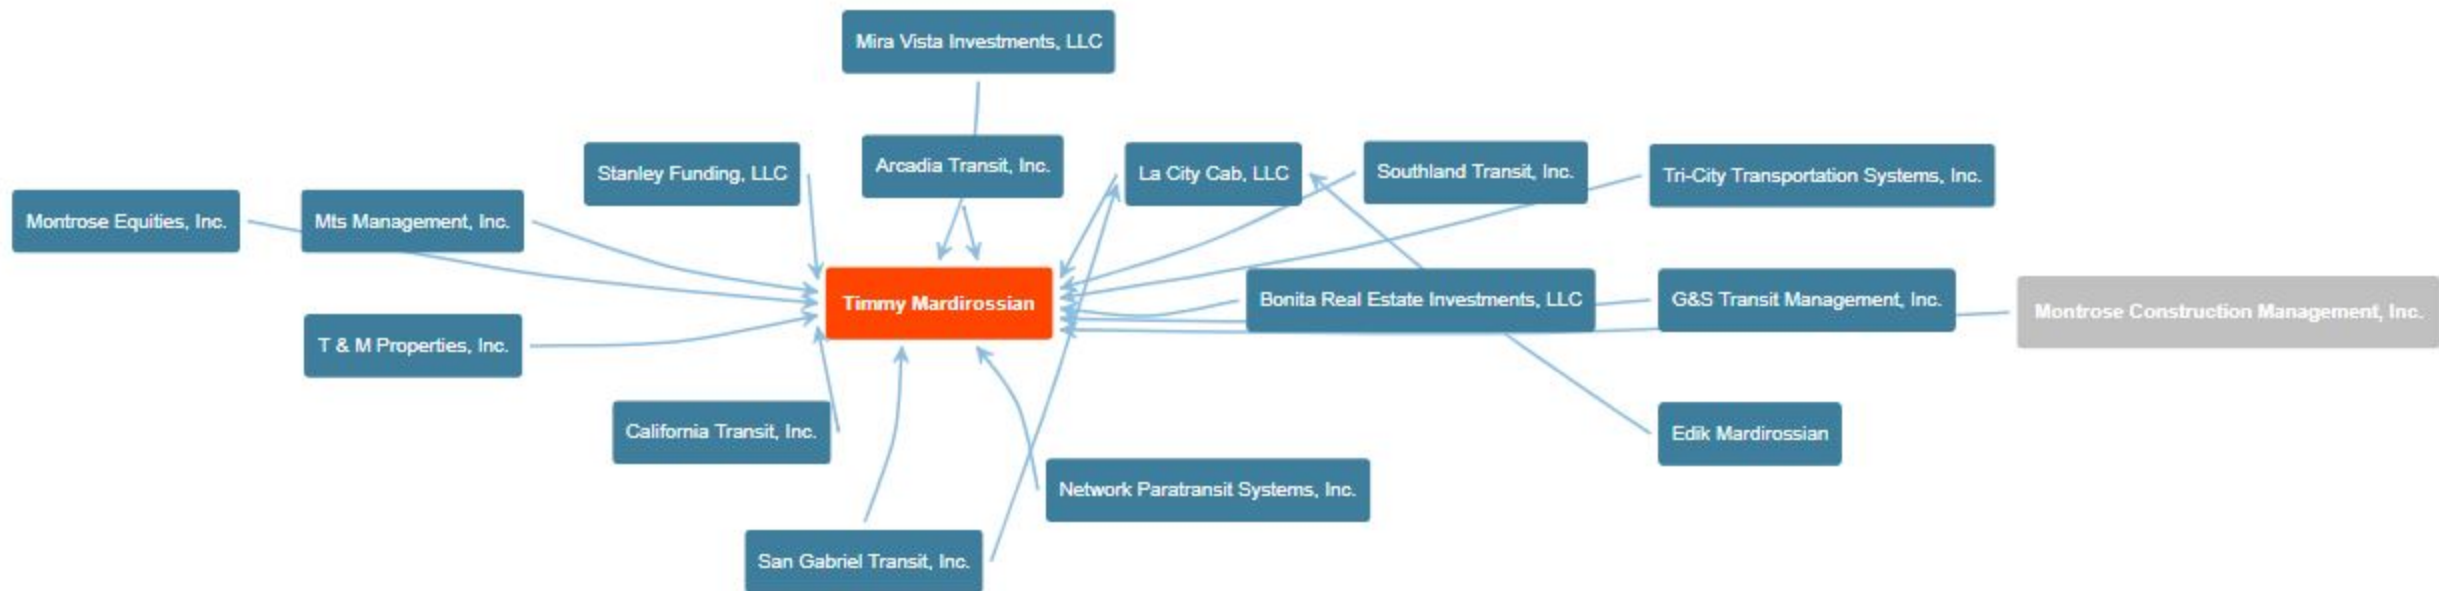 Mira Vista Investments, LLC
Stanley Funding, LLC
Arcadia Transit, Inc.
La City Cab, LLC
Southland Transit, Inc.
Tri-City Transportation Systems, Inc.
Montrose Equities, Inc.
Mts Management, Inc.
Timmy Mardirossian
Bonita Real Estate Investments, LLC
G&S Transit Management, Inc.
Montrose Construction Management, Inc.
T & M Properties, Inc.
California Transit, Inc.
Edik Mardirossian
Network Paratransit Systems, Inc.
San Gabriel Transit, Inc.